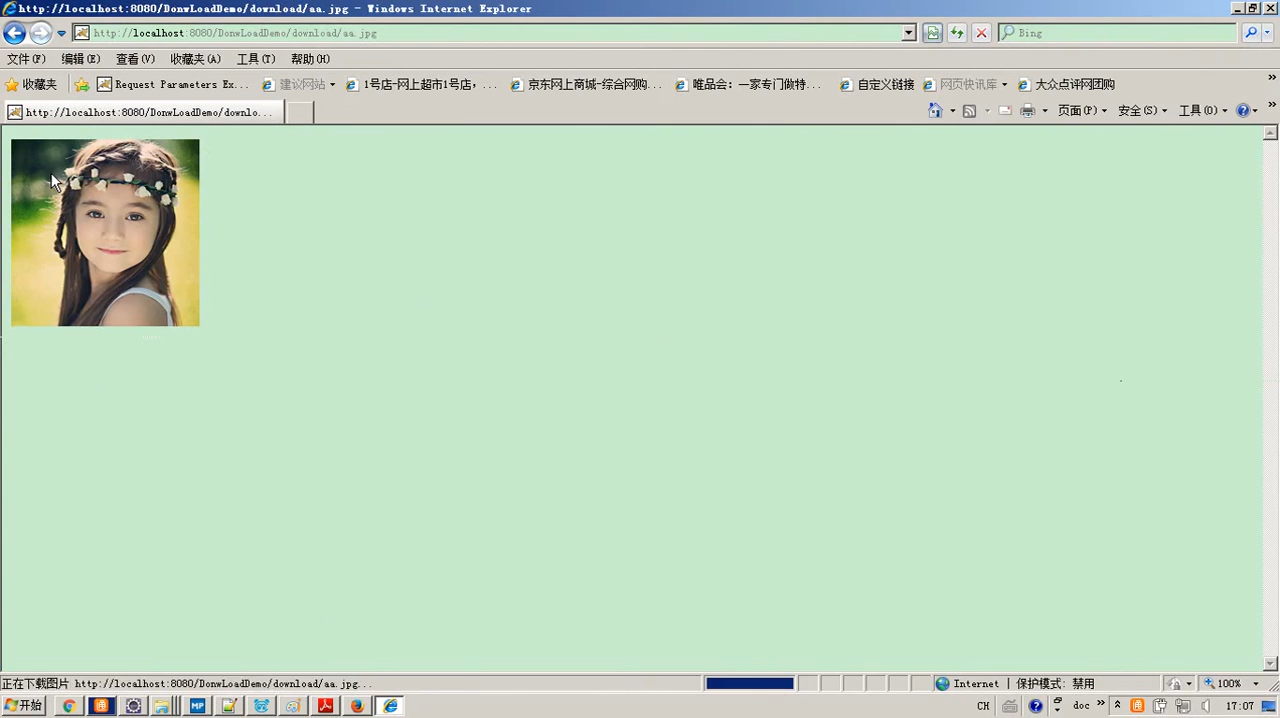 http://localhost:8080/DonwLoadDemo/download/aa.jpg - Windows Internet Explorer
http://localhost:8080/DonwLoadDemo/download/aa.jpg
Bing
文件(F) 编辑(E) 查看(V) 收藏夹(A) 工具(T) 帮助(H)
收藏夹 Request Parameters Ex... 建议网站 1号店-网上超市1号店，... 京东网上商城-综合网购... 唯品会：一家专门做特... 自定义链接 网页快讯库 大众点评网团购
http://localhost:8080/DonwLoadDemo/downlo... 页面(P) 安全(S) 工具(O)
正在下载图片 http://localhost:8080/DonwLoadDemo/download/aa.jpg... Internet | 保护模式: 禁用 100%
开始 MP CH doc 17:07